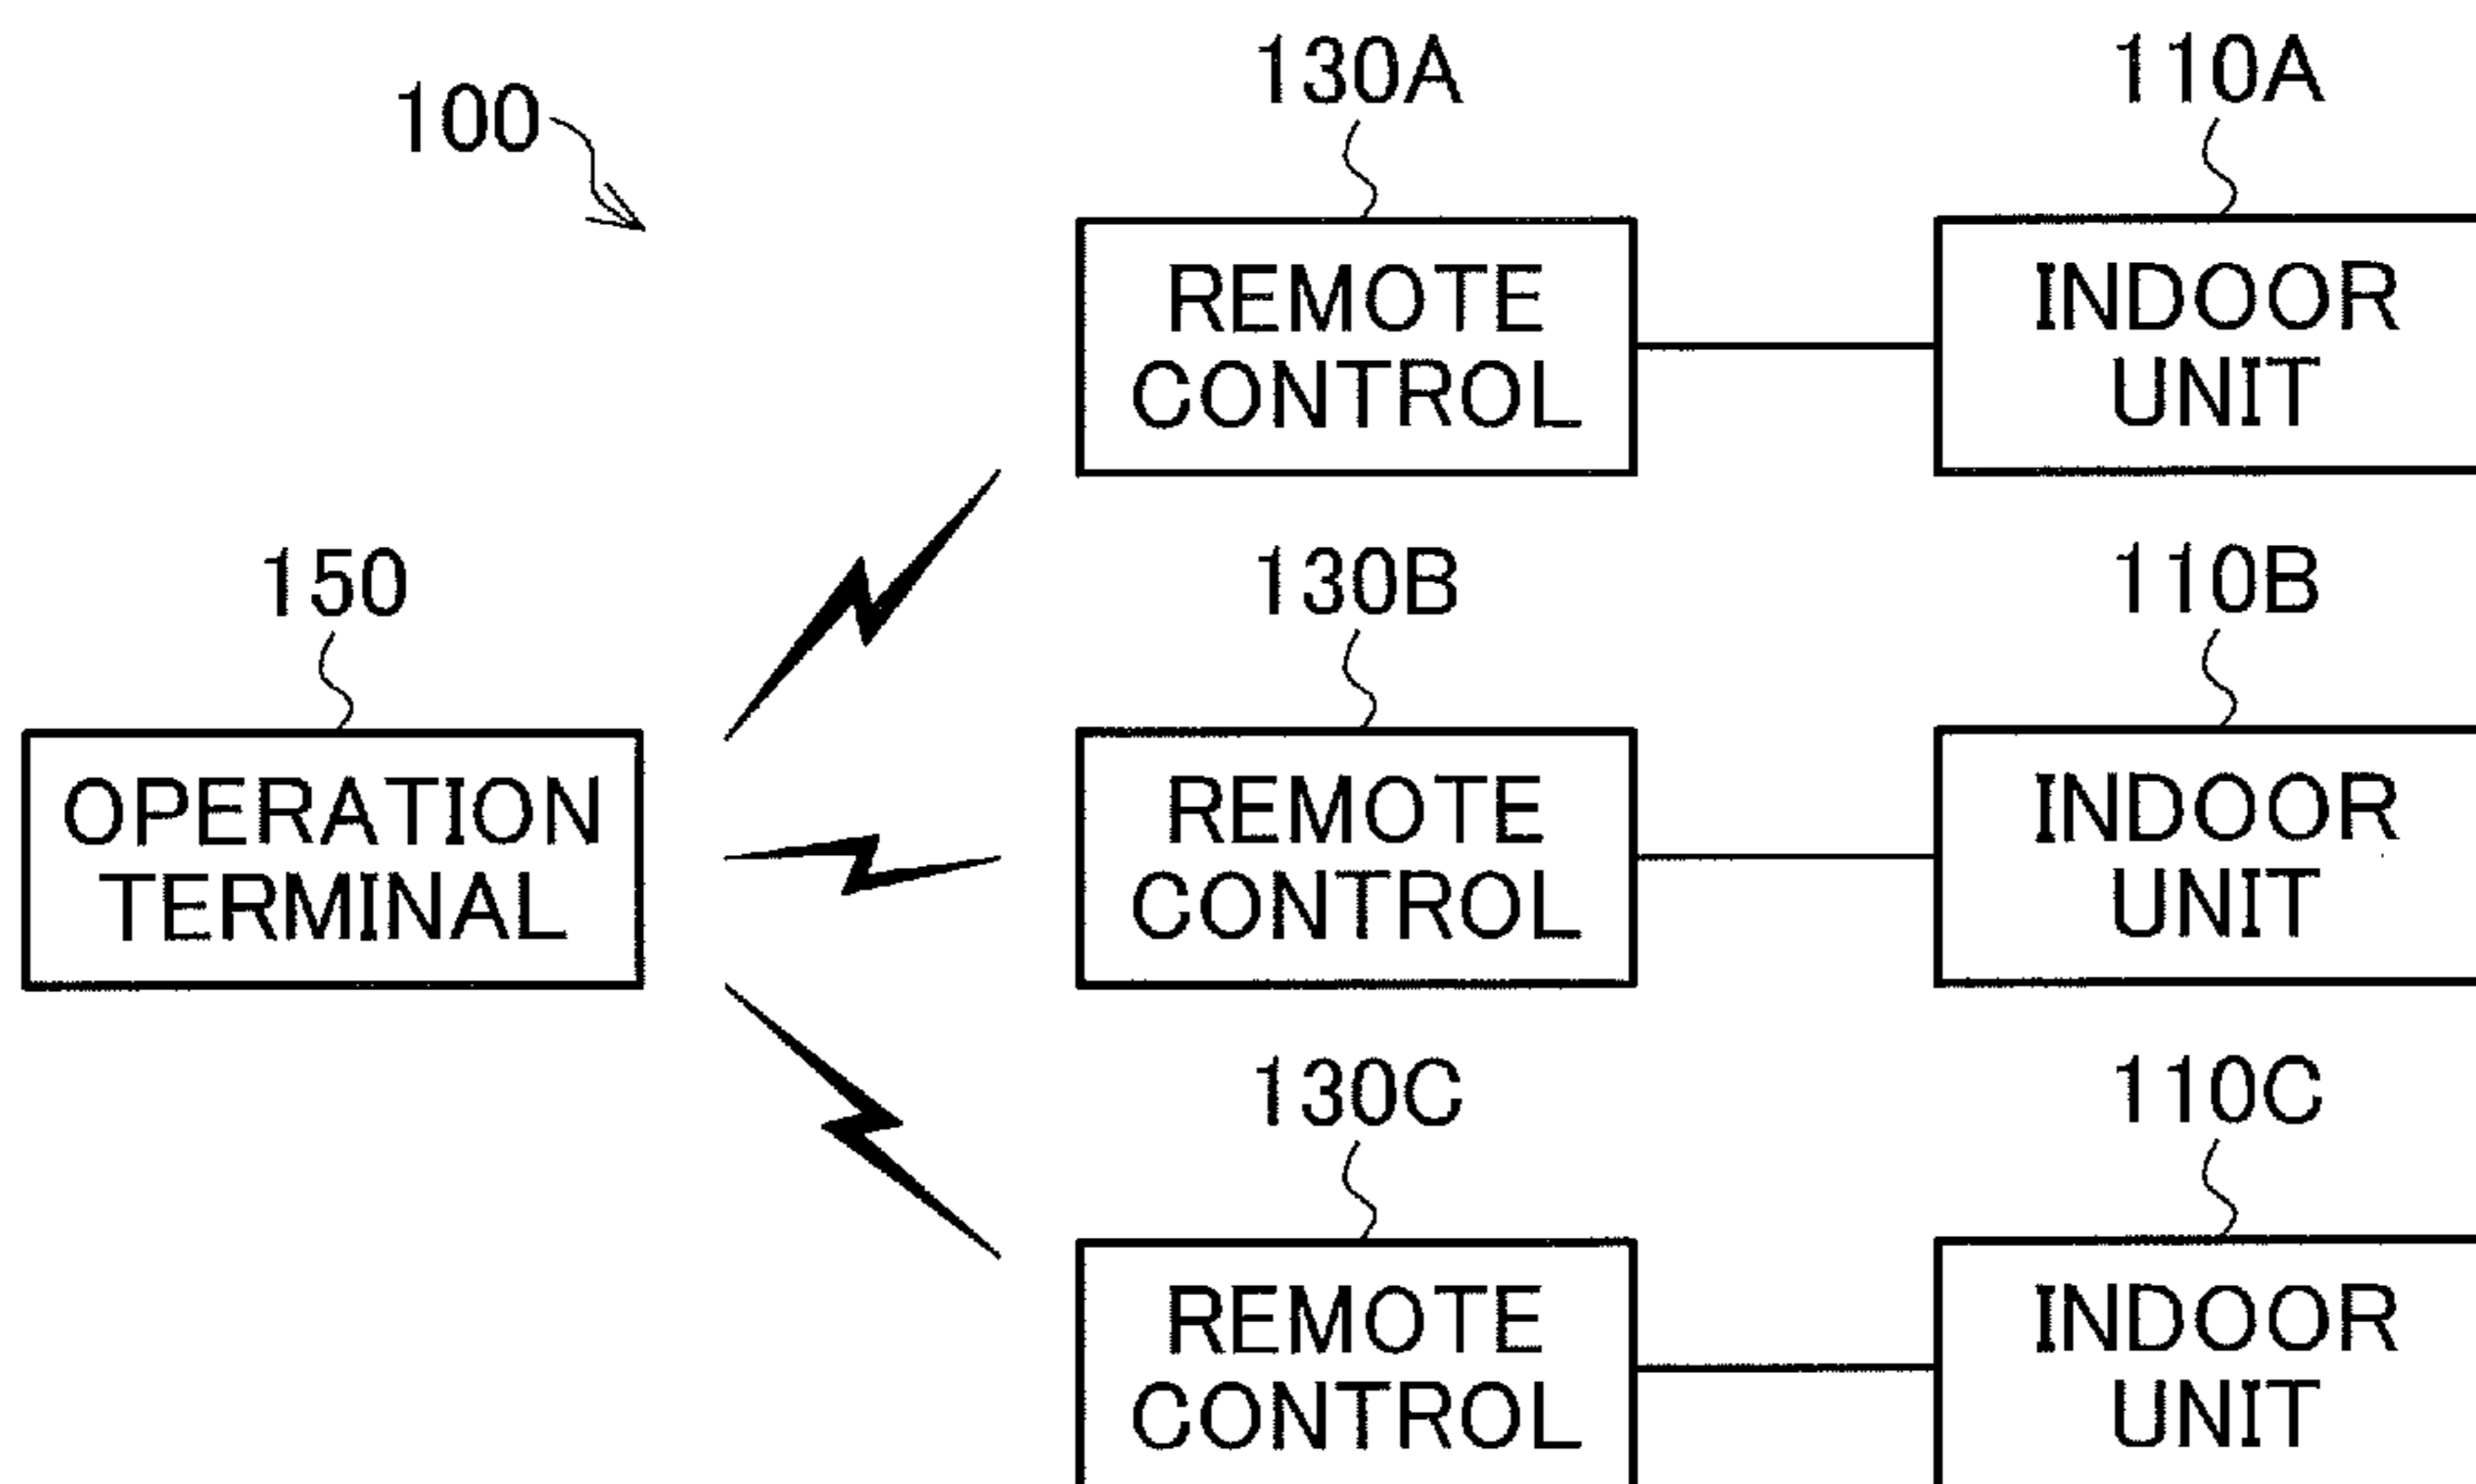 100
130A
110A
REMOTE
CONTROL
INDOOR
UNIT
150
130B
110B
OPERATION
TERMINAL
REMOTE
CONTROL
INDOOR
UNIT
130C
110C
REMOTE
CONTROL
INDOOR
UNIT